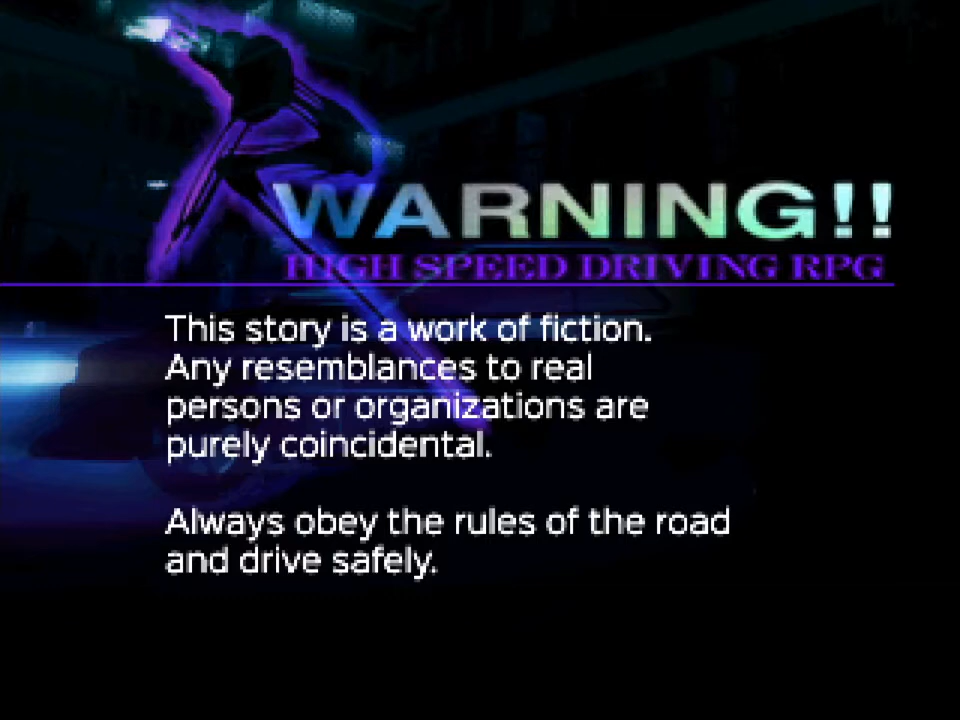 WARNING!!
HIGH SPEED DRIVING RPG
This story is a work of fiction.
Any resemblances to real
persons or organizations are
purely coincidental.
Always obey the rules of the road
and drive safely.